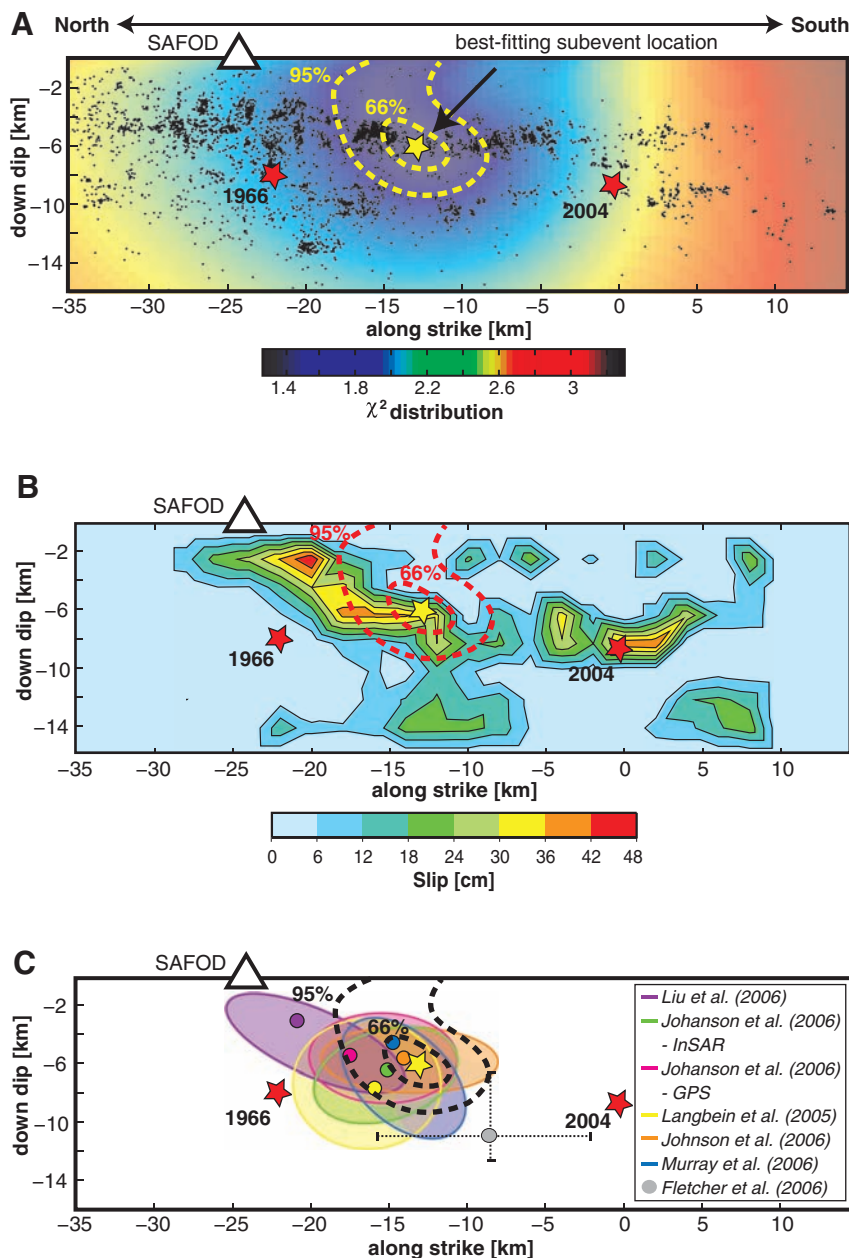 A
North
South
SAFOD
best-fitting subevent location
95%
66%
1966
2004
down dip [km]
−2
−6
−10
−14
−35 −30 −25 −20 −15 −10 −5 0 5 10
along strike [km]
1.4 1.8 2.2 2.6 3
χ² distribution
B
SAFOD
95%
66%
1966
2004
down dip [km]
−2
−6
−10
−14
−35 −30 −25 −20 −15 −10 −5 0 5 10
along strike [km]
0 6 12 18 24 30 36 42 48
Slip [cm]
C
SAFOD
95%
66%
1966
2004
down dip [km]
−2
−6
−10
−14
−35 −30 −25 −20 −15 −10 −5 0 5 10
along strike [km]
Liu et al. (2006)
Johanson et al. (2006)
- InSAR
Johanson et al. (2006)
- GPS
Langbein et al. (2005)
Johnson et al. (2006)
Murray et al. (2006)
Fletcher et al. (2006)